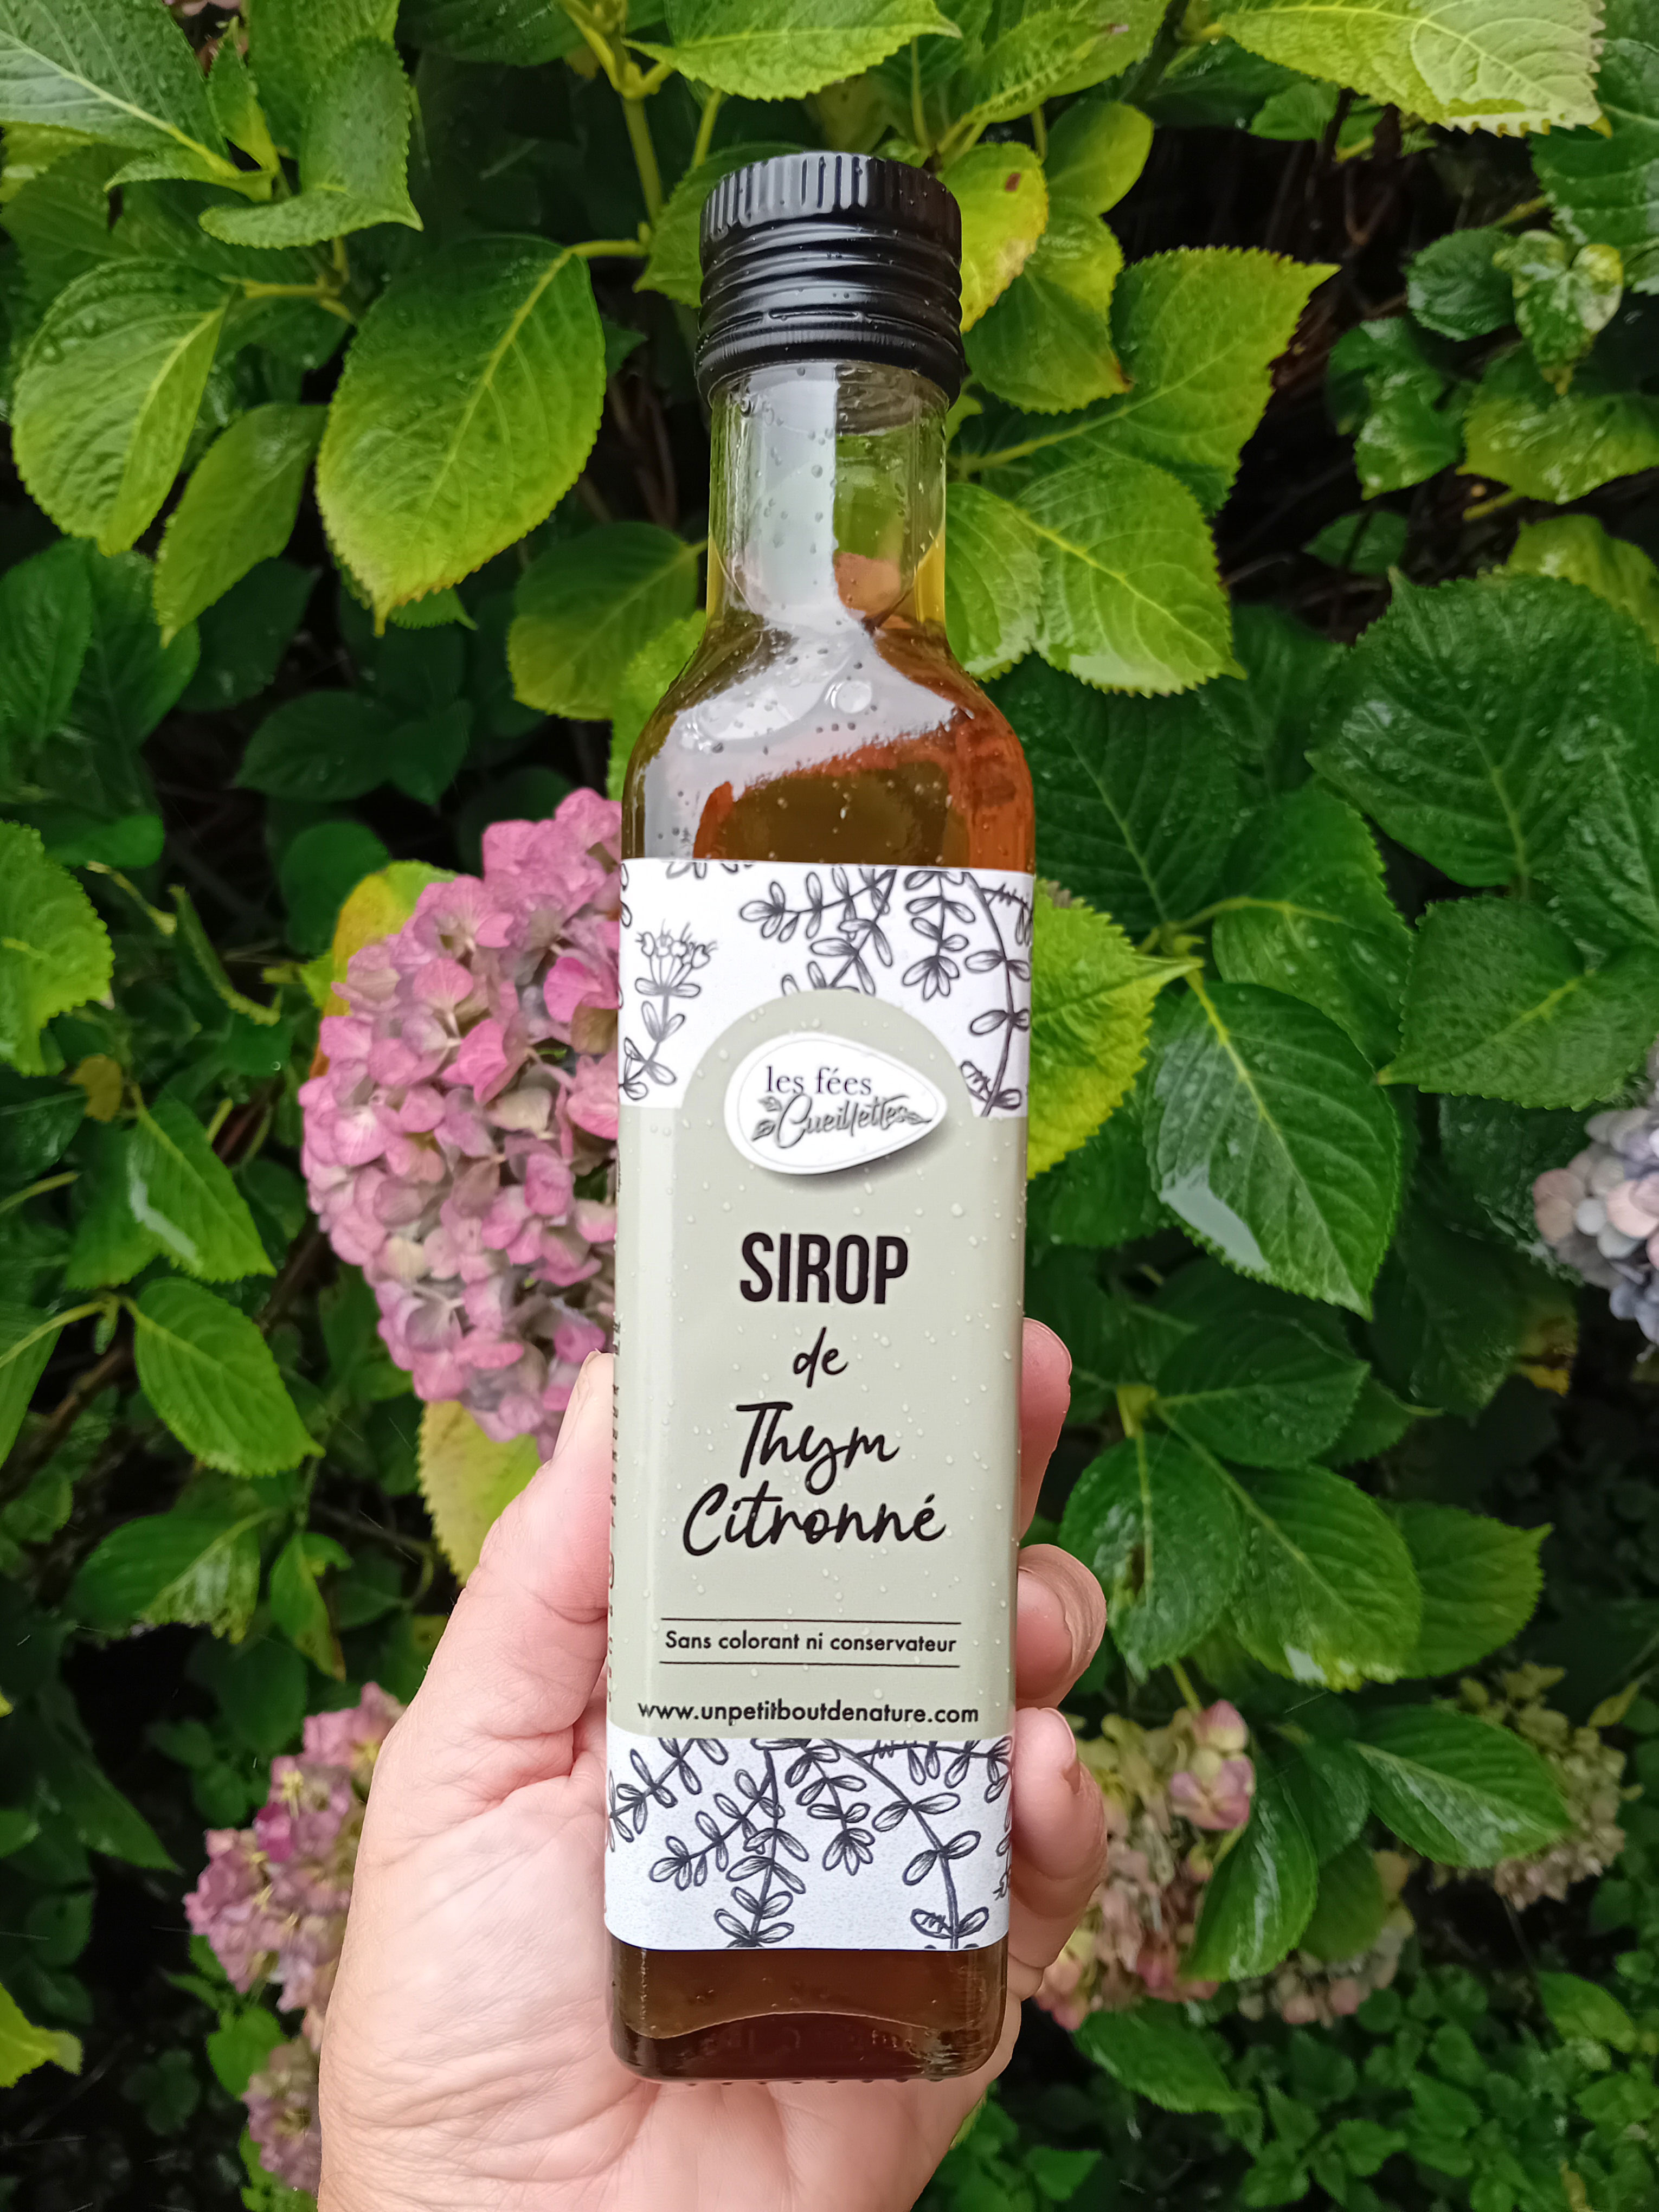 les fées
Cueillettes
SIROP
de
Thym
Citronné
Sans colorant ni conservateur
www.unpetitboutdenature.com